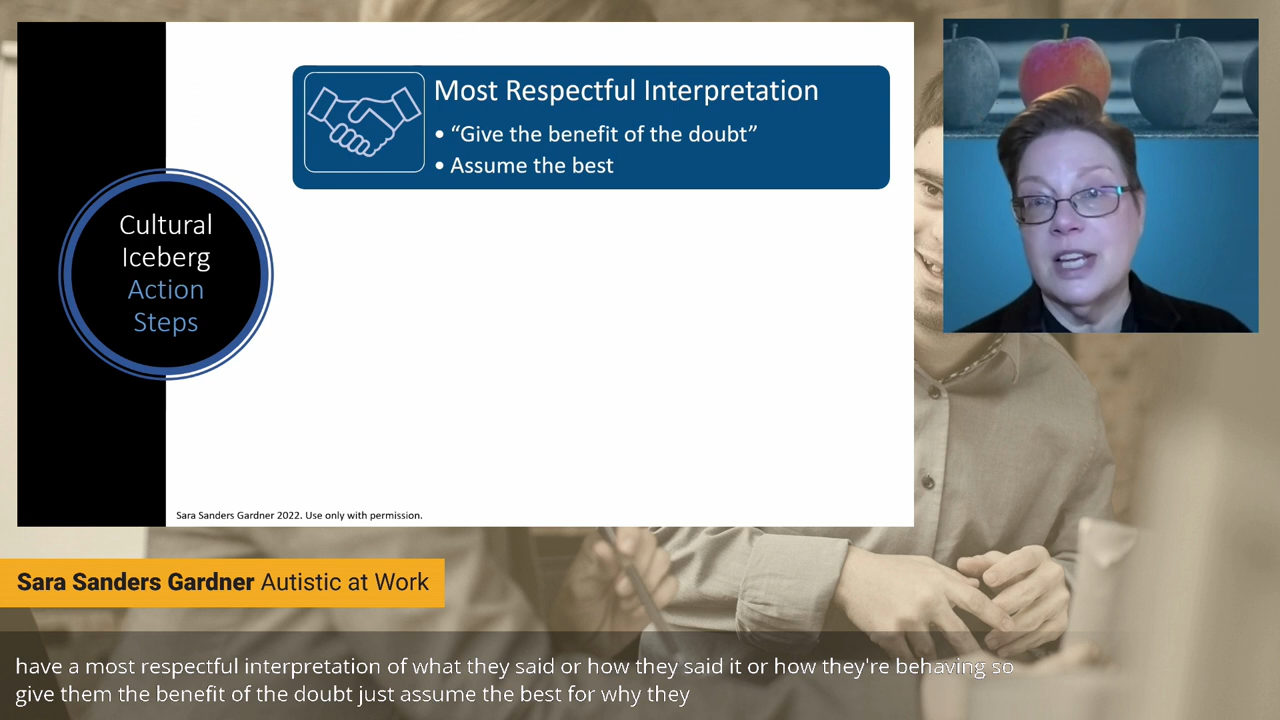 Most Respectful Interpretation
• “Give the benefit of the doubt”
• Assume the best
Cultural
Iceberg
Action
Steps
Sara Sanders Gardner 2022. Use only with permission.
Sara Sanders Gardner Autistic at Work
have a most respectful interpretation of what they said or how they said it or how they're behaving so
give them the benefit of the doubt just assume the best for why they